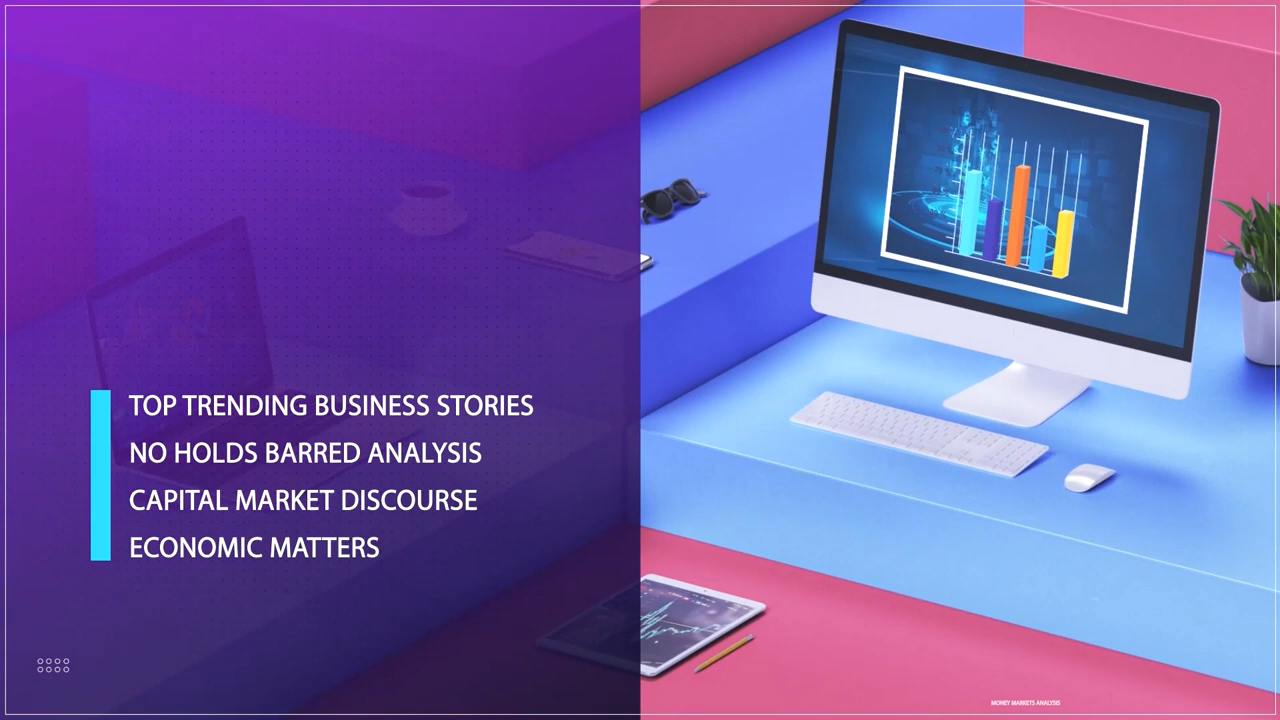 TOP TRENDING BUSINESS STORIES
NO HOLDS BARRED ANALYSIS
CAPITAL MARKET DISCOURSE
ECONOMIC MATTERS
MONEY MARKETS ANALYSIS